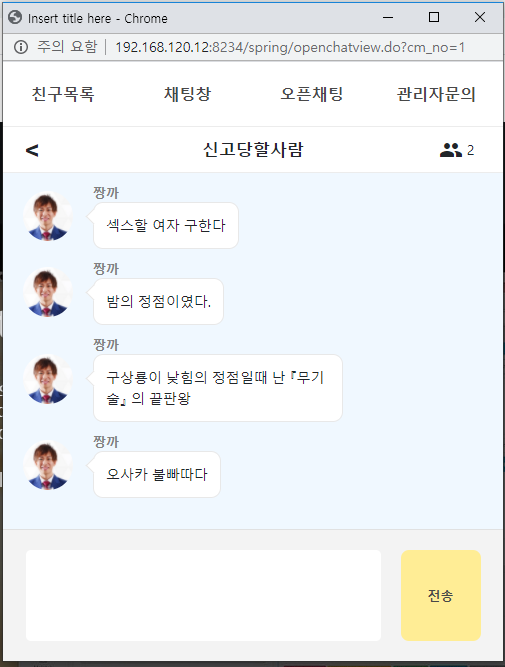 Insert title here - Chrome
주의 요함 | 192.168.120.12:8234/spring/openchatview.do?cm_no=1
친구목록 채팅창 오픈채팅 관리자문의
< 신고당할사람 2
짱까
섹스할 여자 구한다
짱까
밤의 정점이였다.
짱까
구상룡이 낮힘의 정점일때 난 『무기
술』 의 끝판왕
짱까
오사카 불빠따다
전송